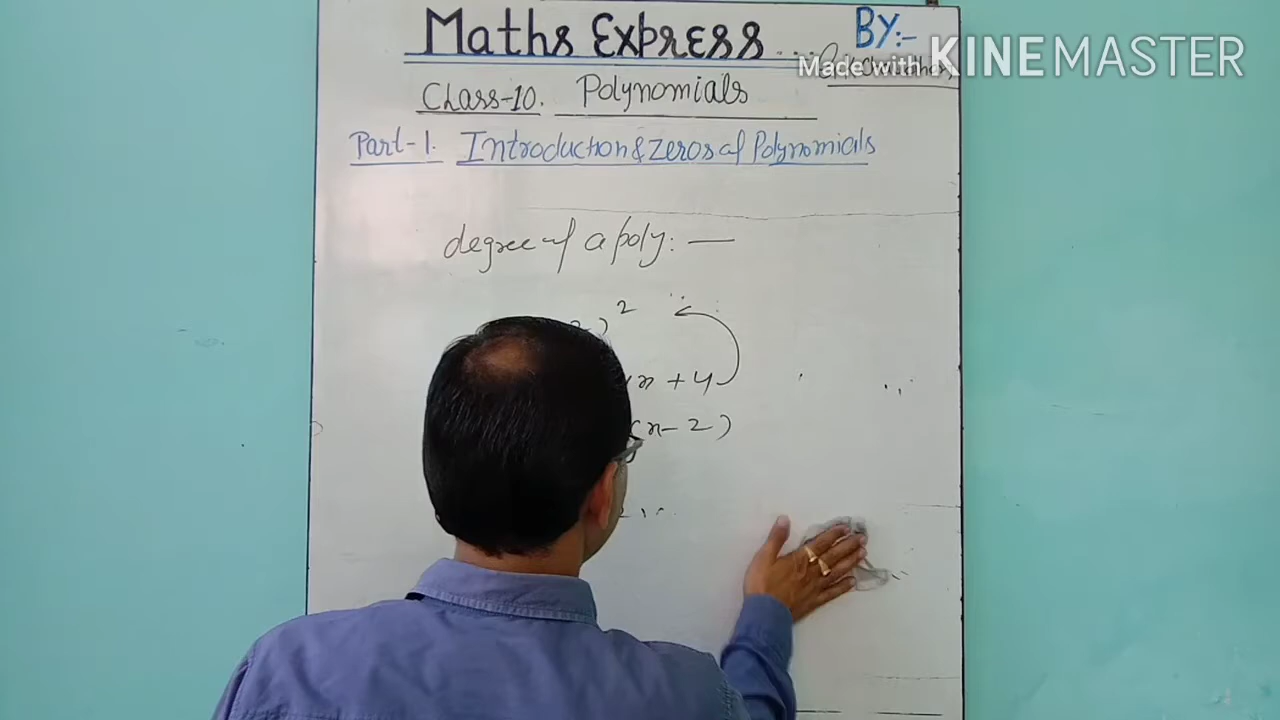 Maths Express ... BY:-
Made with KINEMASTER
Class-10. Polynomials
Part-1. Introduction & Zeros of Polynomials
degree of a poly: —
)²
x + 4
(x - 2)